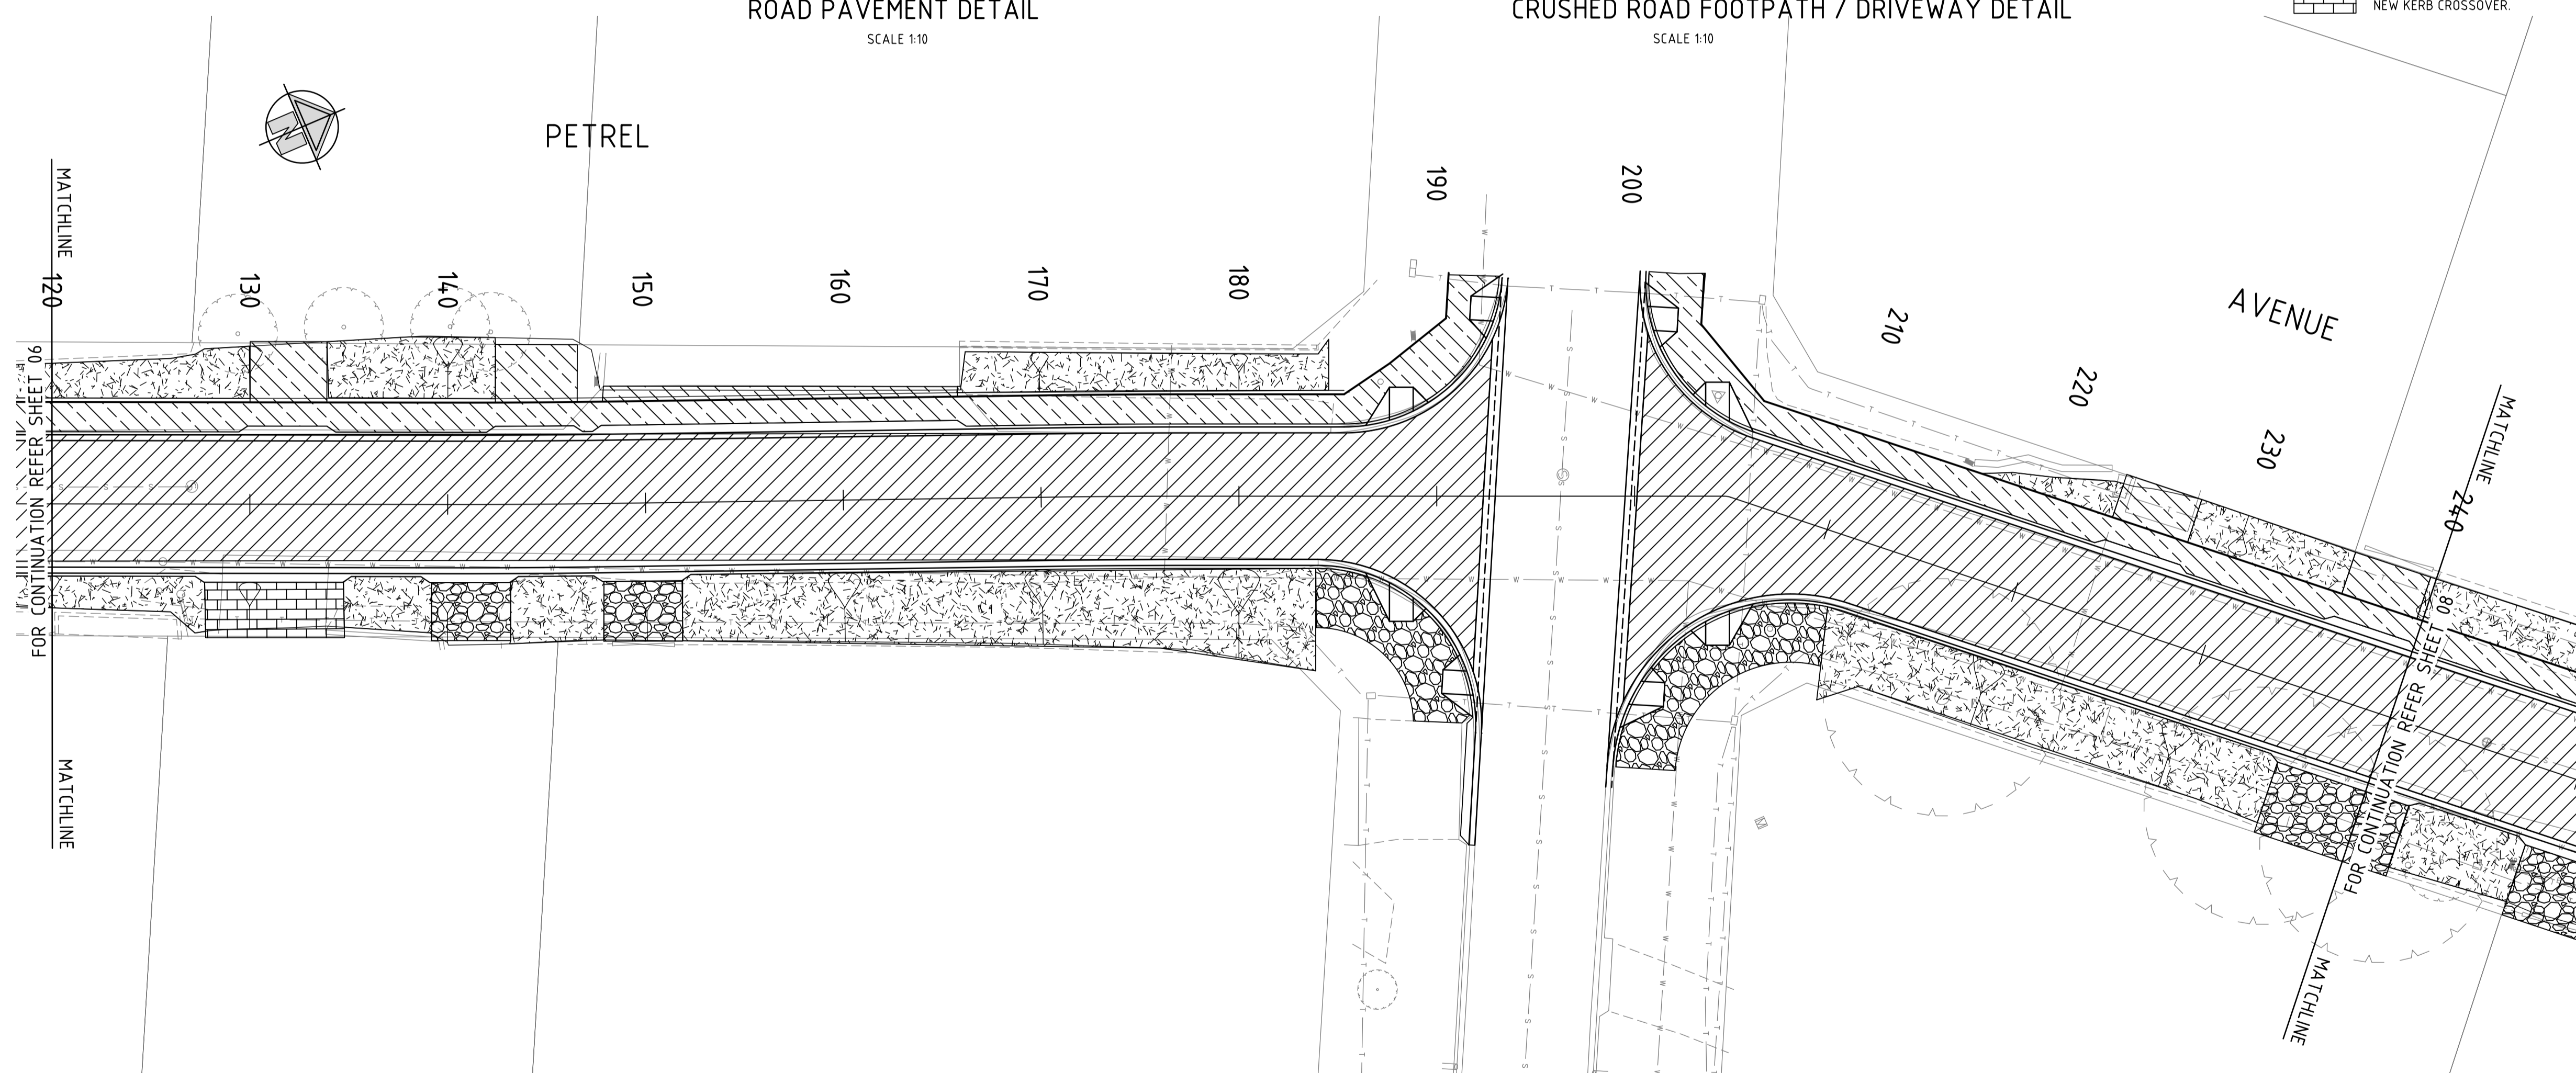 ROAD PAVEMENT DETAIL
SCALE 1:10
CRUSHED ROAD FOOTPATH / DRIVEWAY DETAIL
SCALE 1:10
NEW KERB CROSSOVER.
N
PETREL
AVENUE
MATCHLINE
120
130
140
150
160
170
180
190
200
210
220
230
240
MATCHLINE
FOR CONTINUATION REFER SHEET 06
FOR CONTINUATION REFER SHEET 08
MATCHLINE
MATCHLINE